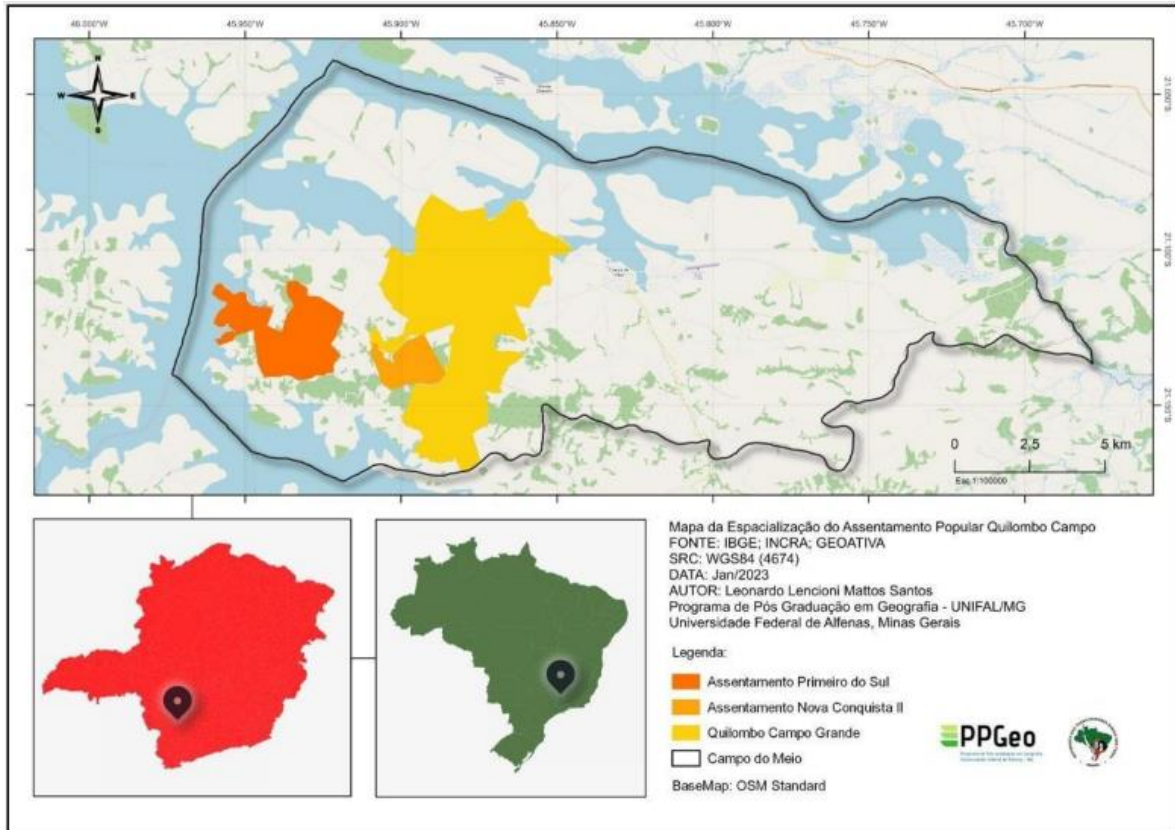 46.000°W 45.950°W 45.900°W 45.850°W 45.800°W 45.750°W 45.700°W
N
W E
S
21.050°S
21.100°S
21.150°S
0 2,5 5 km
Esc.1:100000
Mapa da Espacialização do Assentamento Popular Quilombo Campo
FONTE: IBGE; INCRA; GEOATIVA
SRC: WGS84 (4674)
DATA: Jan/2023
AUTOR: Leonardo Lencioni Mattos Santos
Programa de Pós Graduação em Geografia - UNIFAL/MG
Universidade Federal de Alfenas, Minas Gerais
Legenda:
Assentamento Primeiro do Sul
Assentamento Nova Conquista II
Quilombo Campo Grande
Campo do Meio
BaseMap: OSM Standard
PPGeo